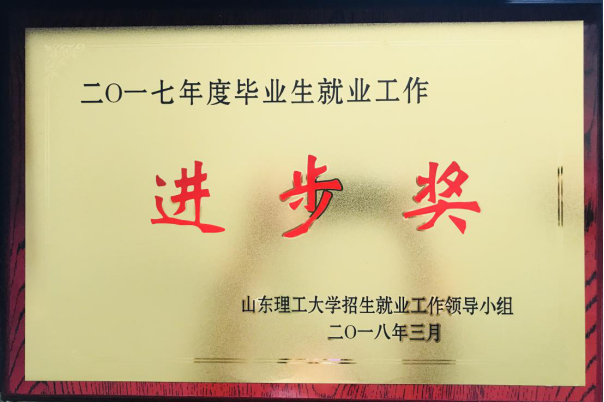 二〇一七年度毕业生就业工作
进步奖
山东理工大学招生就业工作领导小组
二〇一八年三月